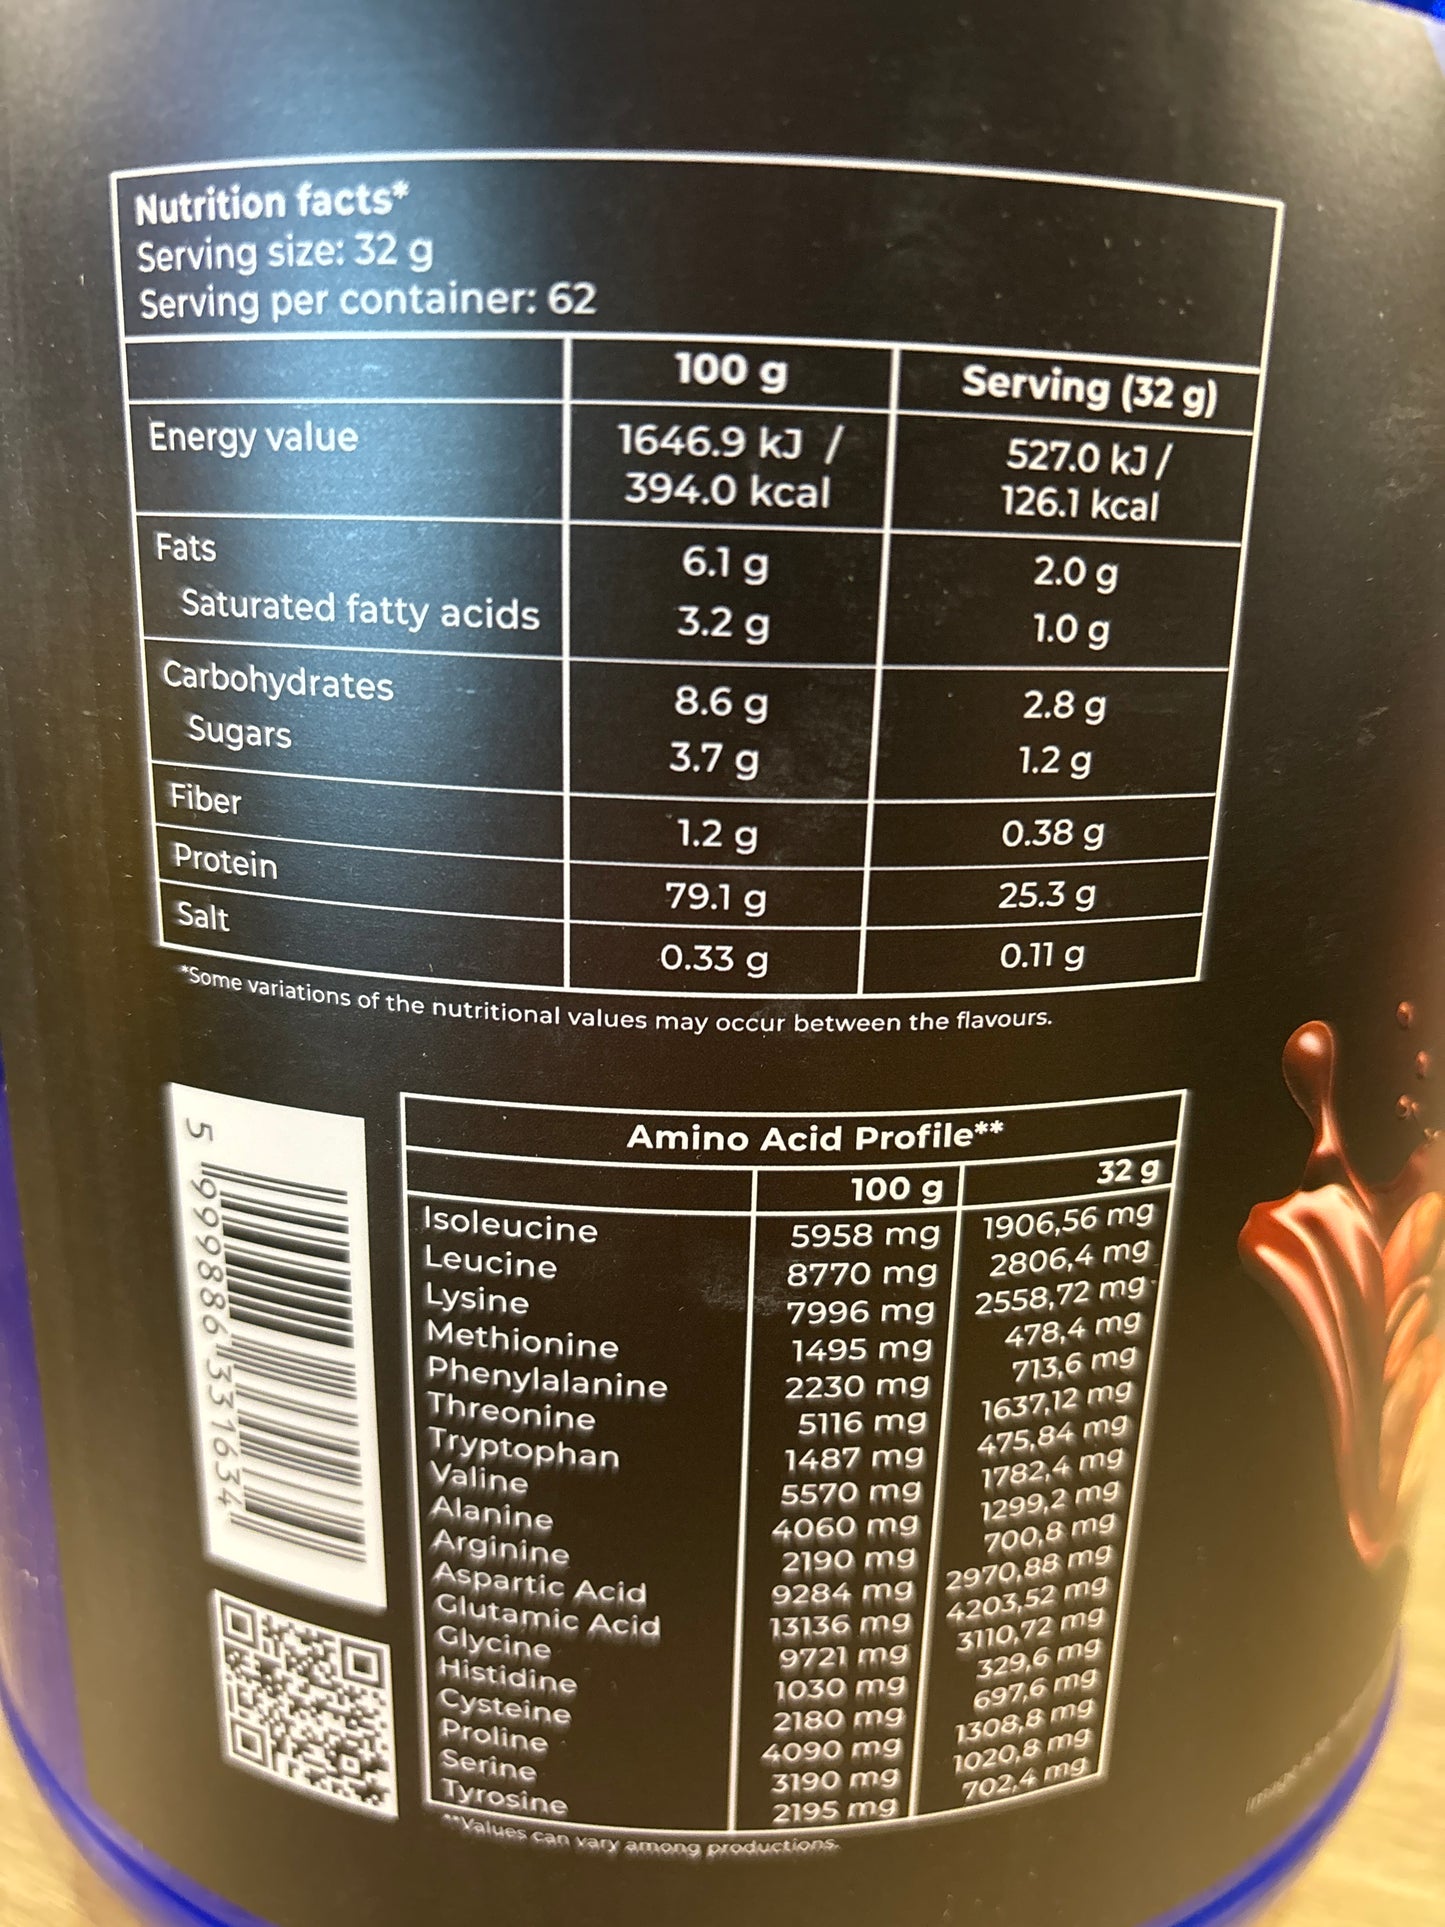 Nutrition facts*
Serving size: 32 g
Serving per container: 62
100 g Serving (32 g)
Energy value 1646.9 kJ / 527.0 kJ /
394.0 kcal 126.1 kcal
Fats 6.1 g 2.0 g
Saturated fatty acids 3.2 g 1.0 g
Carbohydrates 8.6 g 2.8 g
Sugars 3.7 g 1.2 g
Fiber 1.2 g 0.38 g
Protein 79.1 g 25.3 g
Salt 0.33 g 0.11 g
*Some variations of the nutritional values may occur between the flavours.
5 999886 331634
Amino Acid Profile**
100 g 32 g
Isoleucine 5958 mg 1906,56 mg
Leucine 8770 mg 2806,4 mg
Lysine 7996 mg 2558,72 mg
Methionine 1495 mg 478,4 mg
Phenylalanine 2230 mg 713,6 mg
Threonine 5116 mg 1637,12 mg
Tryptophan 1487 mg 475,84 mg
Valine 5570 mg 1782,4 mg
Alanine 4060 mg 1299,2 mg
Arginine 2190 mg 700,8 mg
Aspartic Acid 9284 mg 2970,88 mg
Glutamic Acid 13136 mg 4203,52 mg
Glycine 9721 mg 3110,72 mg
Histidine 1030 mg 329,6 mg
Cysteine 2180 mg 697,6 mg
Proline 4090 mg 1308,8 mg
Serine 3190 mg 1020,8 mg
Tyrosine 2195 mg 702,4 mg
**Values can vary among productions.